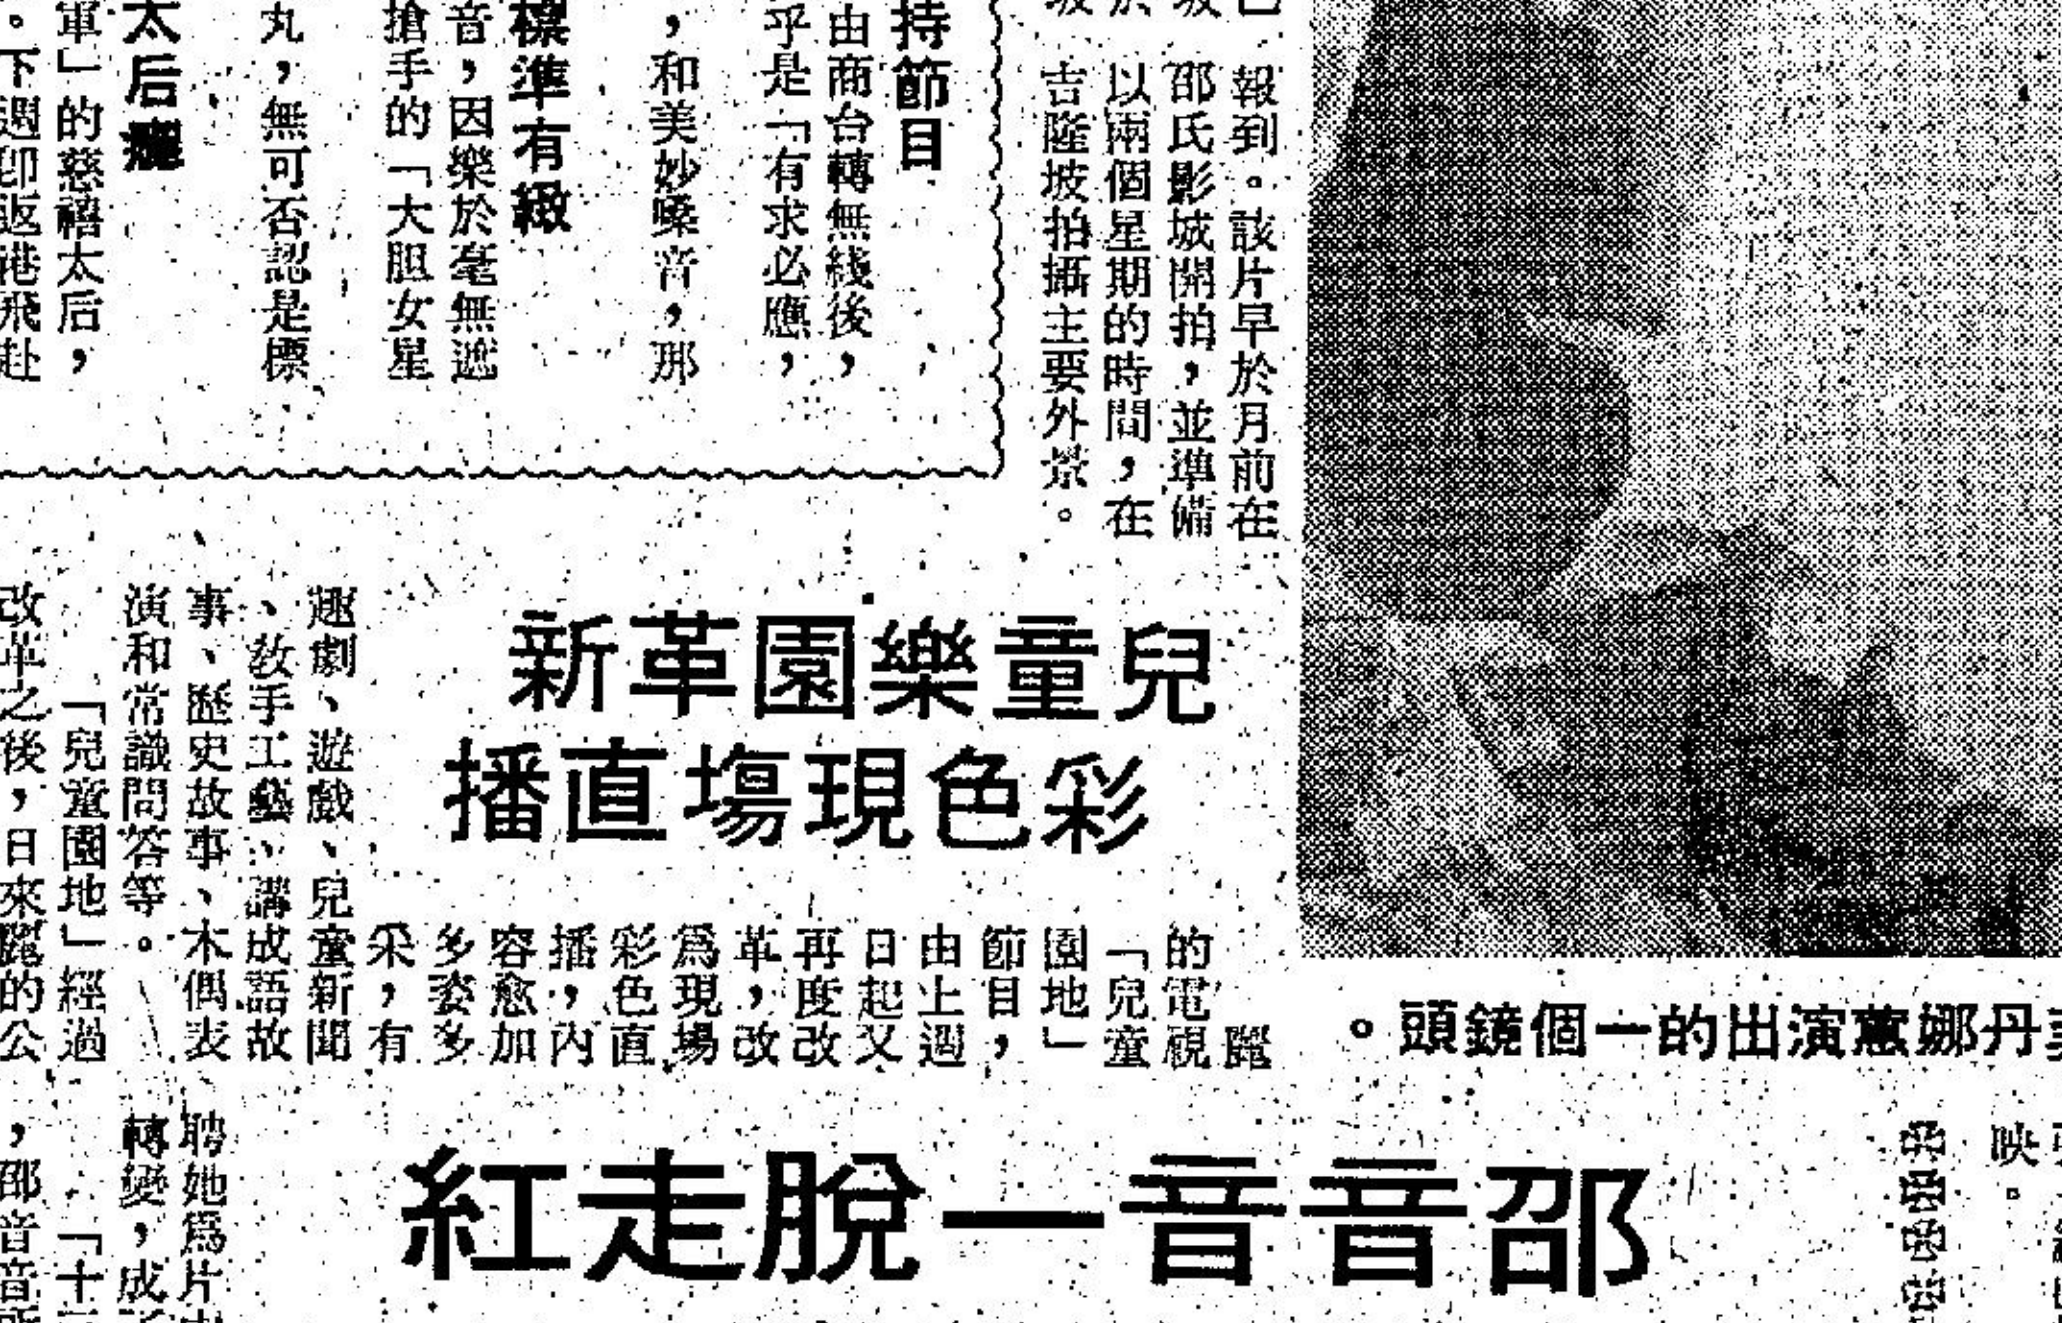 報到。該片早於月前在
邵氏影城開拍，並準備
以兩個星期的時間，在
吉隆坡拍攝主要外景。
持節目
由商台轉無綫後，
乎是「有求必應，
，和美妙嗓音，那
標準有緻
音，因樂於毫無遮
搶手的「大胆女星
丸，無可否認是標
太后癮
軍」的慈禧太后，
。下週即返港飛赴
丹娜蕙演出的一個鏡頭。
兒童樂園革新
彩色現塲直播
麗
的電視
「兒童
園地」
節目，
由上週
日起又
再度改
革，改
爲現場
彩色直
播，內
容愈加
多姿多
采，有
趣劇、遊戲、兒童新聞
、敎手工藝、講成語故
事、歷史故事、木偶表
演和常識問答等。
「兒童園地」經過
改革之後，日來麗的公
映。
邵音音一脫走紅
聘她爲片
轉變，成
「十
，邵音音